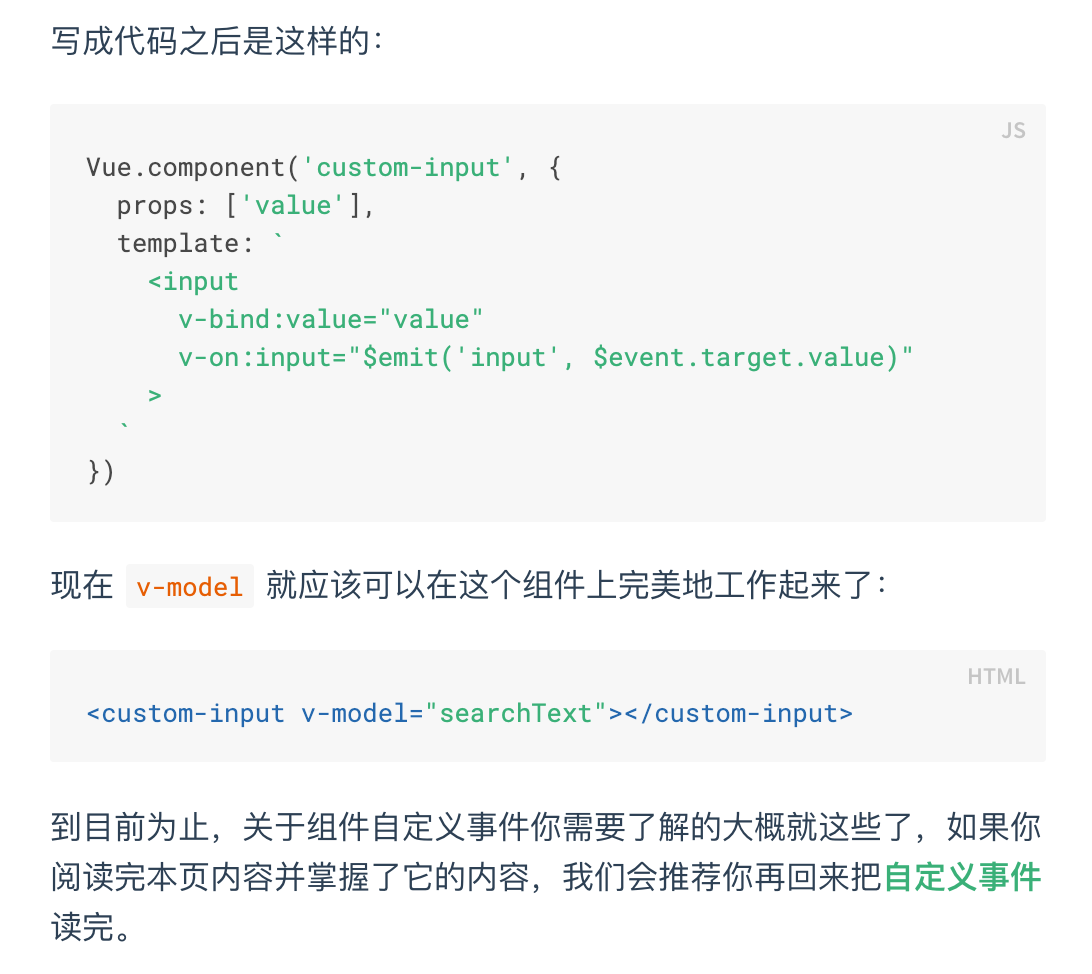 写成代码之后是这样的：
JS
Vue.component('custom-input', {
  props: ['value'],
  template: `
    <input
      v-bind:value="value"
      v-on:input="$emit('input', $event.target.value)"
    >
  `
})
现在 v-model 就应该可以在这个组件上完美地工作起来了：
HTML
<custom-input v-model="searchText"></custom-input>
到目前为止，关于组件自定义事件你需要了解的大概就这些了，如果你
阅读完本页内容并掌握了它的内容，我们会推荐你再回来把自定义事件
读完。